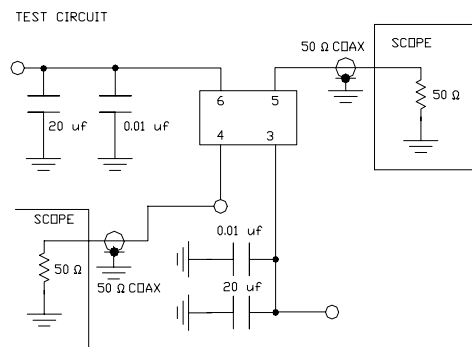 TEST CIRCUIT
50 Ω COAX
SCOPE
6 5
50 Ω
20 uf
0.01 uf
4 3
SCOPE
0.01 uf
50 Ω
50 Ω COAX
20 uf